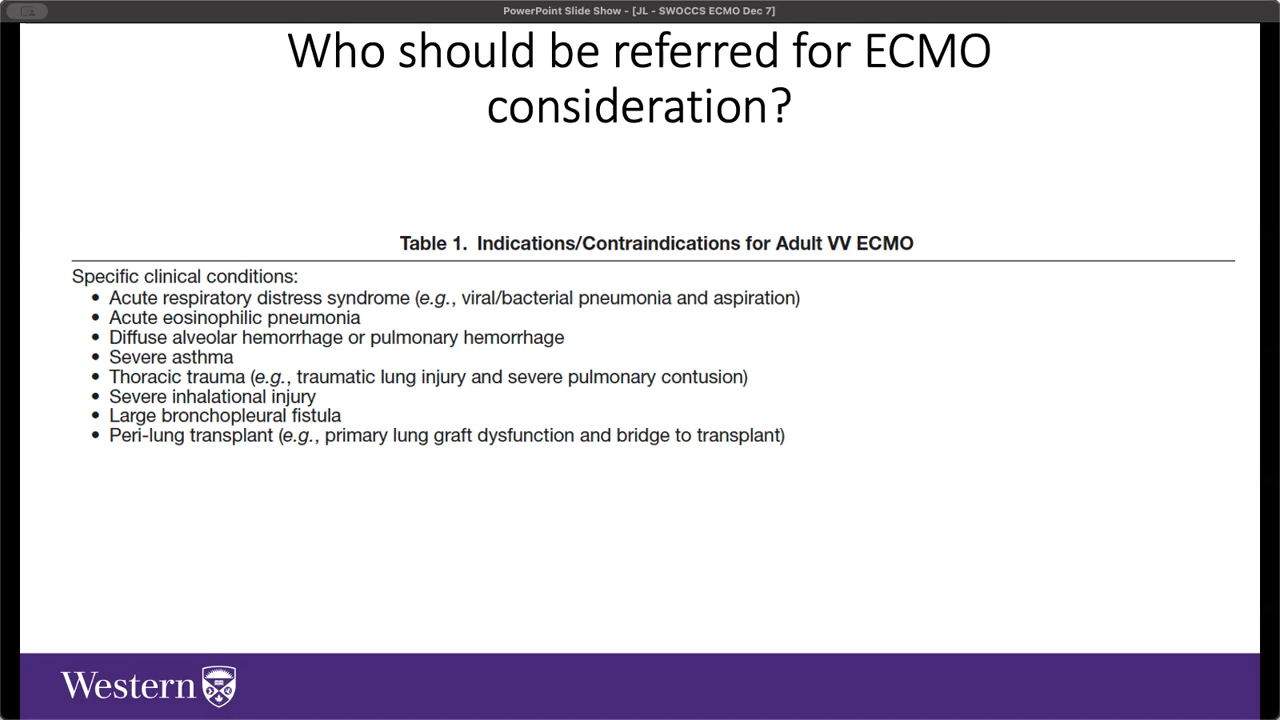 PowerPoint Slide Show - [JL - SWOCCS ECMO Dec 7]
Who should be referred for ECMO
consideration?
Table 1. Indications/Contraindications for Adult VV ECMO
Specific clinical conditions:
• Acute respiratory distress syndrome (e.g., viral/bacterial pneumonia and aspiration)
• Acute eosinophilic pneumonia
• Diffuse alveolar hemorrhage or pulmonary hemorrhage
• Severe asthma
• Thoracic trauma (e.g., traumatic lung injury and severe pulmonary contusion)
• Severe inhalational injury
• Large bronchopleural fistula
• Peri-lung transplant (e.g., primary lung graft dysfunction and bridge to transplant)
Western